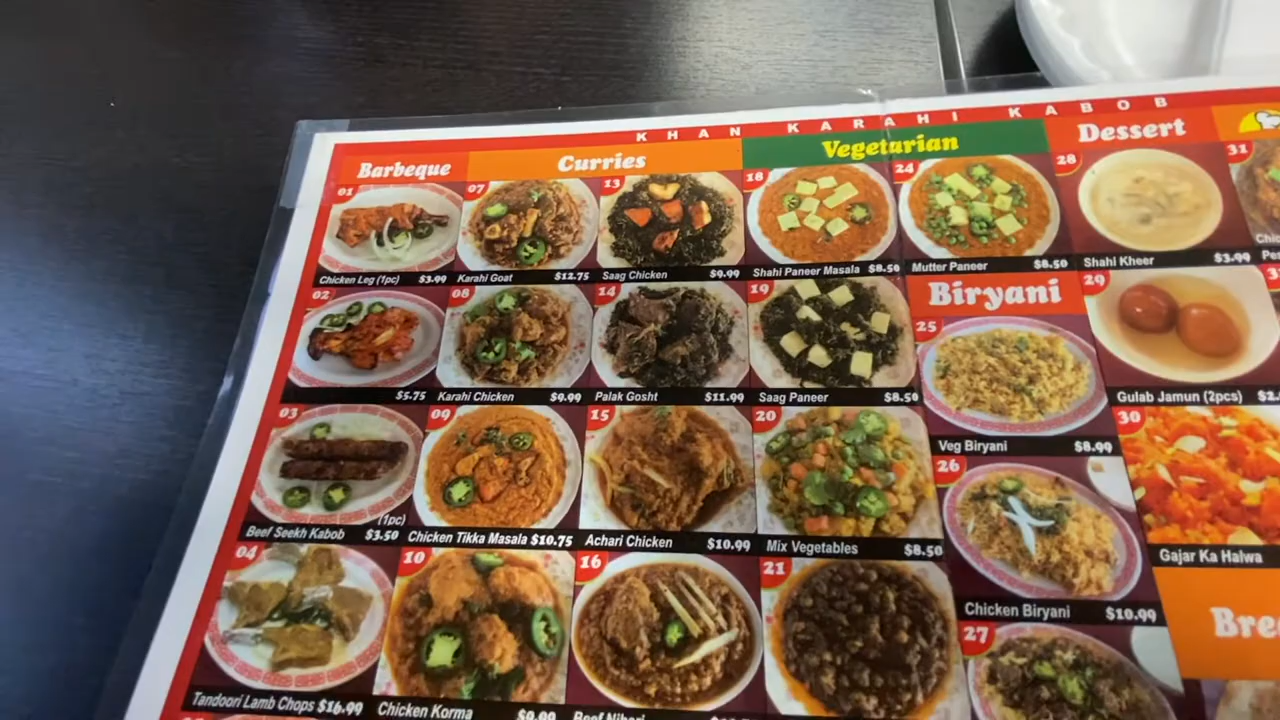 KHAN KARAHI KABOB
Barbeque
01
Chicken Leg (1pc) $3.99
02
$5.75
03
(1pc)
Beef Seekh Kabob $3.50
04
Tandoori Lamb Chops $16.99
Curries
07
Karahi Goat $12.75
08
Karahi Chicken $9.99
09
Chicken Tikka Masala $10.75
10
Chicken Korma $9.99
13
Saag Chicken $9.99
14
Palak Gosht $11.99
15
Achari Chicken $10.99
16
Beef Nihari
Vegetarian
18
Shahi Paneer Masala $8.50
19
Saag Paneer $8.50
20
Mix Vegetables $8.50
21
24
Mutter Paneer $8.50
Biryani
25
Veg Biryani $8.99
26
Chicken Biryani $10.99
27
Dessert
28
Shahi Kheer $3.99
29
Gulab Jamun (2pcs) $2.
30
Gajar Ka Halwa
Bre
31